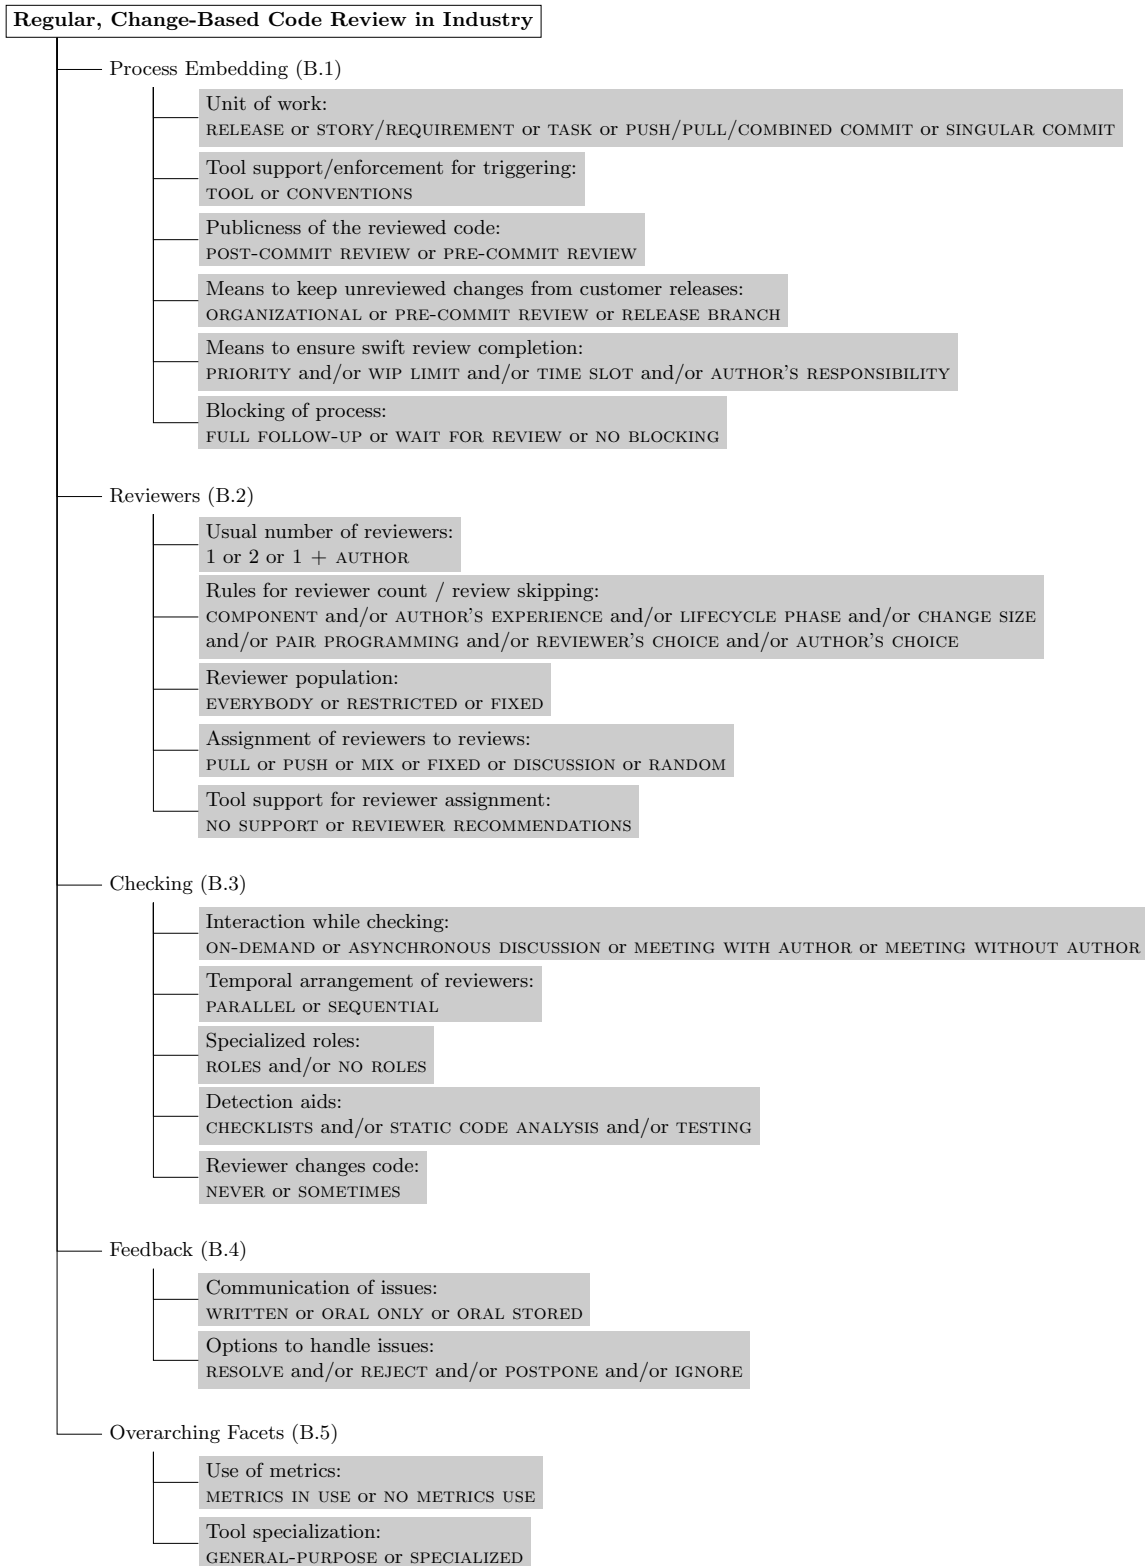 Regular, Change-Based Code Review in Industry
Process Embedding (B.1)
Unit of work:
RELEASE or STORY/REQUIREMENT or TASK or PUSH/PULL/COMBINED COMMIT or SINGULAR COMMIT
Tool support/enforcement for triggering:
TOOL or CONVENTIONS
Publicness of the reviewed code:
POST-COMMIT REVIEW or PRE-COMMIT REVIEW
Means to keep unreviewed changes from customer releases:
ORGANIZATIONAL or PRE-COMMIT REVIEW or RELEASE BRANCH
Means to ensure swift review completion:
PRIORITY and/or WIP LIMIT and/or TIME SLOT and/or AUTHOR'S RESPONSIBILITY
Blocking of process:
FULL FOLLOW-UP or WAIT FOR REVIEW or NO BLOCKING
Reviewers (B.2)
Usual number of reviewers:
1 or 2 or 1 + AUTHOR
Rules for reviewer count / review skipping:
COMPONENT and/or AUTHOR'S EXPERIENCE and/or LIFECYCLE PHASE and/or CHANGE SIZE
and/or PAIR PROGRAMMING and/or REVIEWER'S CHOICE and/or AUTHOR'S CHOICE
Reviewer population:
EVERYBODY or RESTRICTED or FIXED
Assignment of reviewers to reviews:
PULL or PUSH or MIX or FIXED or DISCUSSION or RANDOM
Tool support for reviewer assignment:
NO SUPPORT or REVIEWER RECOMMENDATIONS
Checking (B.3)
Interaction while checking:
ON-DEMAND or ASYNCHRONOUS DISCUSSION or MEETING WITH AUTHOR or MEETING WITHOUT AUTHOR
Temporal arrangement of reviewers:
PARALLEL or SEQUENTIAL
Specialized roles:
ROLES and/or NO ROLES
Detection aids:
CHECKLISTS and/or STATIC CODE ANALYSIS and/or TESTING
Reviewer changes code:
NEVER or SOMETIMES
Feedback (B.4)
Communication of issues:
WRITTEN or ORAL ONLY or ORAL STORED
Options to handle issues:
RESOLVE and/or REJECT and/or POSTPONE and/or IGNORE
Overarching Facets (B.5)
Use of metrics:
METRICS IN USE or NO METRICS USE
Tool specialization:
GENERAL-PURPOSE or SPECIALIZED